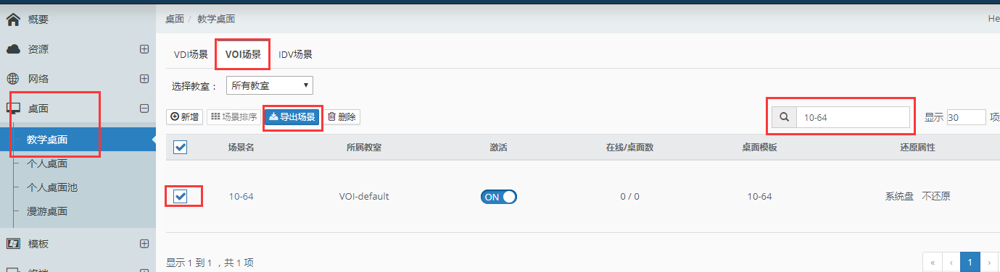 概要
资源
网络
桌面
教学桌面
个人桌面
个人桌面池
漫游桌面
模板
桌面 / 教学桌面
He
VDI场景 VOI场景 IDV场景
选择教室： 所有教室
新增 场景排序 导出场景 删除
10-64 显示 30
场景名 所属教室 激活 在线/桌面数 桌面模板 还原属性
10-64 VOI-default ON 0 / 0 10-64 系统盘 不还原
显示 1 到 1 ，共 1 项
« ‹ 1 ›